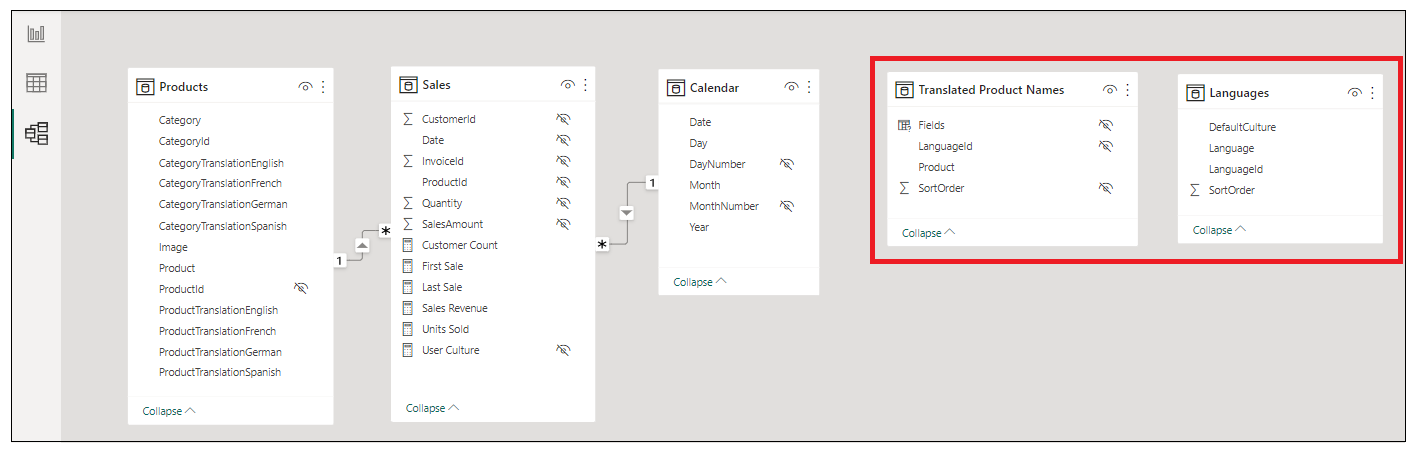 Products
Category
CategoryId
CategoryTranslationEnglish
CategoryTranslationFrench
CategoryTranslationGerman
CategoryTranslationSpanish
Image
Product
ProductId
ProductTranslationEnglish
ProductTranslationFrench
ProductTranslationGerman
ProductTranslationSpanish
Collapse
1
*
Sales
CustomerId
Date
InvoiceId
ProductId
Quantity
SalesAmount
Customer Count
First Sale
Last Sale
Sales Revenue
Units Sold
User Culture
Collapse
*
1
Calendar
Date
Day
DayNumber
Month
MonthNumber
Year
Collapse
Translated Product Names
Fields
LanguageId
Product
SortOrder
Collapse
Languages
DefaultCulture
Language
LanguageId
SortOrder
Collapse